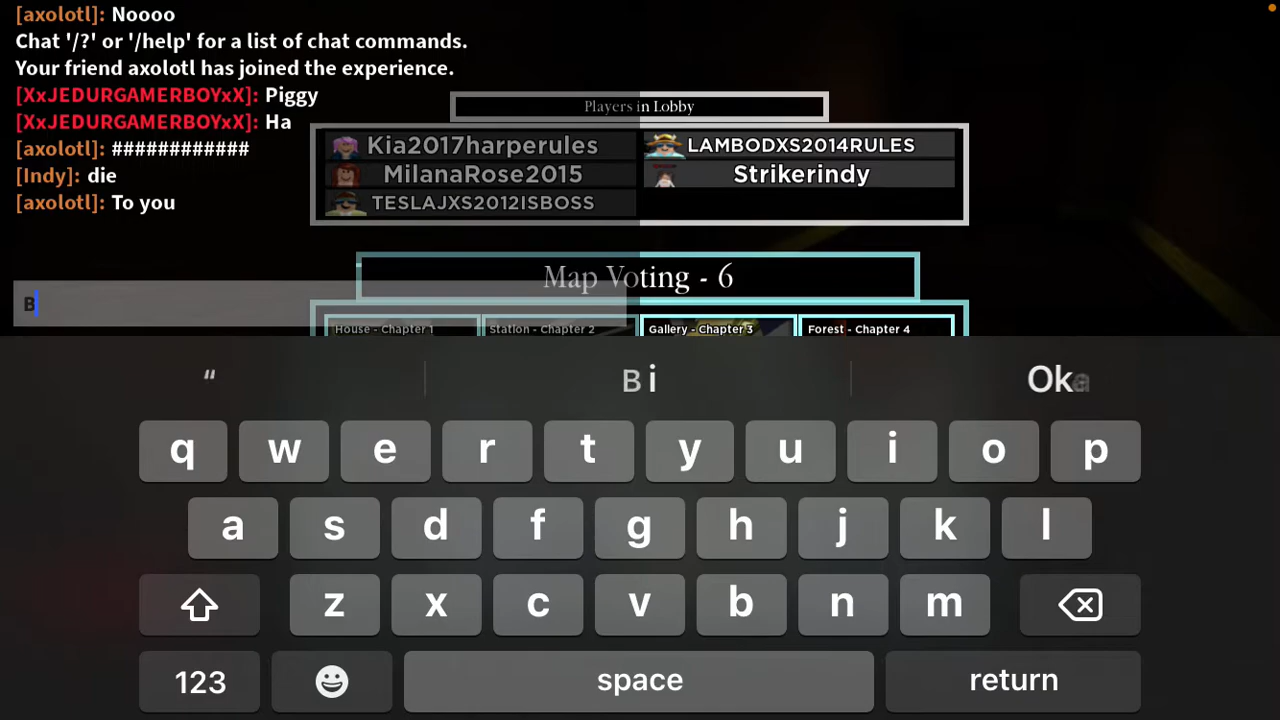 [axolotl]: Noooo
Chat '/?' or '/help' for a list of chat commands.
Your friend axolotl has joined the experience.
[XxJEDURGAMERBOYxX]: Piggy
[XxJEDURGAMERBOYxX]: Ha
[axolotl]: ############
[Indy]: die
[axolotl]: To you
Players in Lobby
Kia2017harperules LAMBODXS2014RULES
MilanaRose2015 Strikerindy
TESLAJXS2012ISBOSS
Map Voting - 6
B
House - Chapter 1 Station - Chapter 2 Gallery - Chapter 3 Forest - Chapter 4
“ B i
q w e r t y u i o p
a s d f g h j k l
z x c v b n m
123 space return